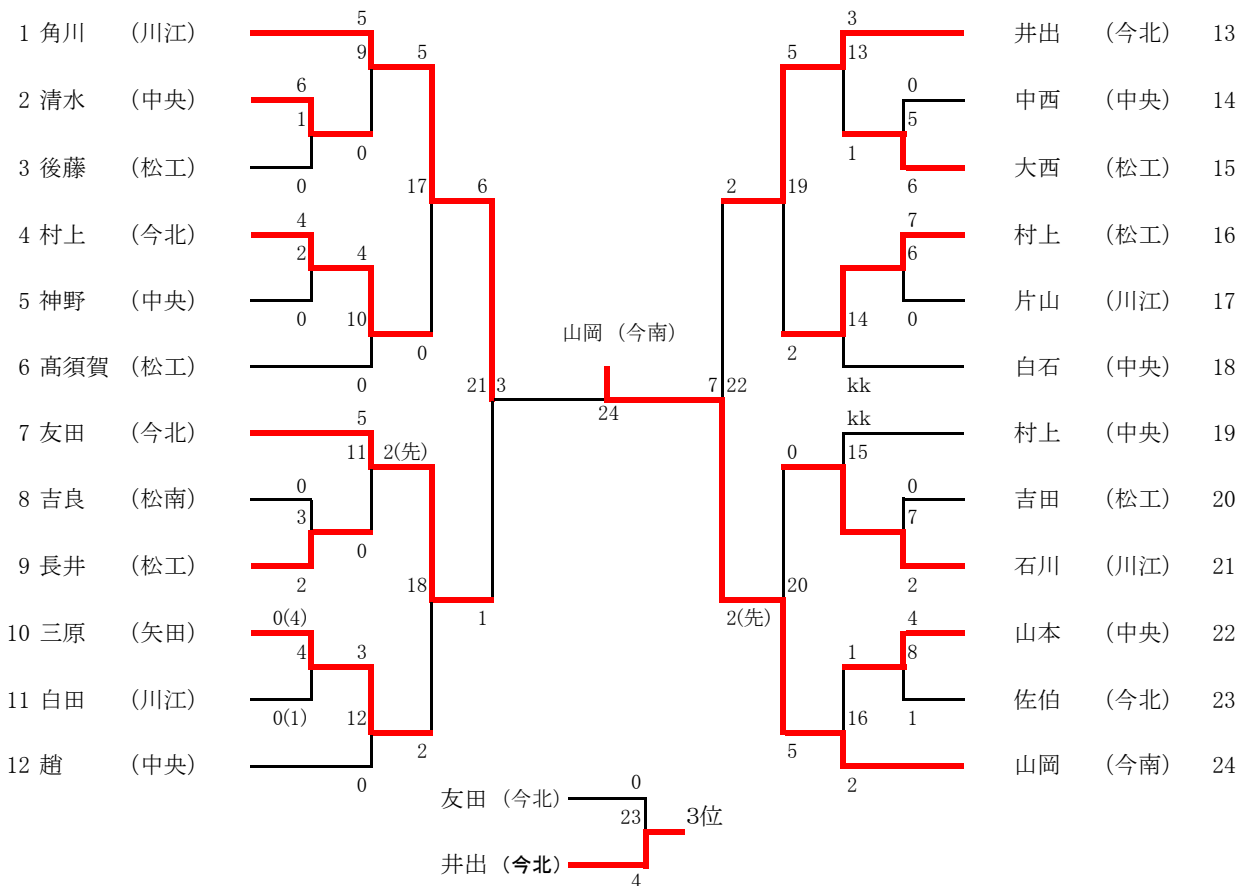 5 3
1 角川 （川江） 9 5 5 13 井出 （今北） 13
6 0
2 清水 （中央） 1 5 中西 （中央） 14
0 1
3 後藤 （松工） 大西 （松工） 15
0 17 6 2 19 6
4 7
4 村上 （今北） 2 4 6 村上 （松工） 16
5 神野 （中央） 片山 （川江） 17
0 10 14 0
山岡 （今南）
0 2
6 髙須賀 （松工） 白石 （中央） 18
0 21 3 7 22 kk
24
5 kk
7 友田 （今北） 村上 （中央） 19
11 2(先) 0 15
0 0
8 吉良 （松南） 吉田 （松工） 20
3 7
0
9 長井 （松工） 石川 （川江） 21
2 18 20 2
0(4) 1 2(先) 4
10 三原 （矢田） 山本 （中央） 22
4 3 1 8
11 白田 （川江） 佐伯 （今北） 23
0(1) 12 16 1
2 5
12 趙 （中央） 山岡 （今南） 24
0 2
0
友田 （今北）
23 3位
井出 （今北）
4